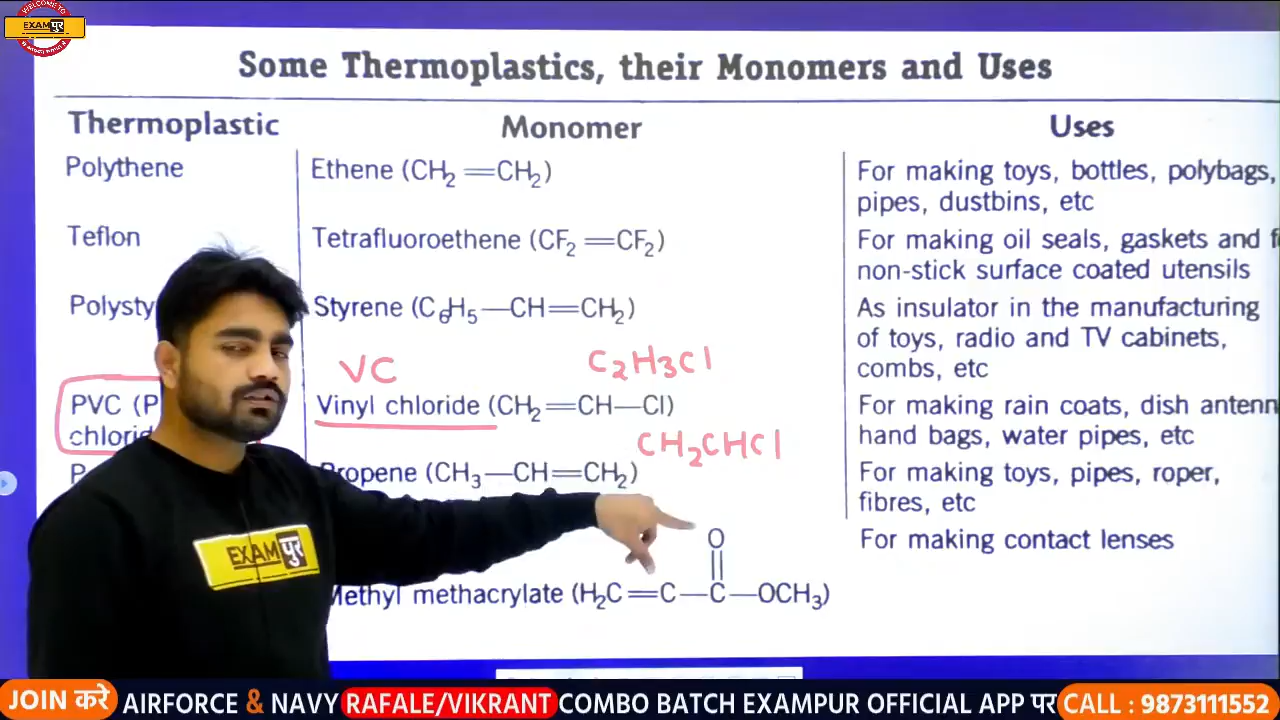 WELCOME TO
EXAMपुर
Some Thermoplastics, their Monomers and Uses
Thermoplastic Monomer Uses
Polythene Ethene (CH₂ =CH₂) For making toys, bottles, polybags,
pipes, dustbins, etc
Teflon Tetrafluoroethene (CF₂ =CF₂) For making oil seals, gaskets and
non-stick surface coated utensils
Styrene (C₆H₅—CH=CH₂) As insulator in the manufacturing
of toys, radio and TV cabinets,
combs, etc
VC C₂H₃Cl
PVC Vinyl chloride (CH₂=CH—Cl) For making rain coats, dish
hand bags, water pipes, etc
CH₂CHCl
(CH₃—CH=CH₂) For making toys, pipes, roper,
fibres, etc
O For making contact lenses
Methyl methacrylate (H₂C=C—C—OCH₃)
EXAMपुर
JOIN करे AIRFORCE & NAVY RAFALE/VIKRANT COMBO BATCH EXAMPUR OFFICIAL APP पर CALL : 9873111552